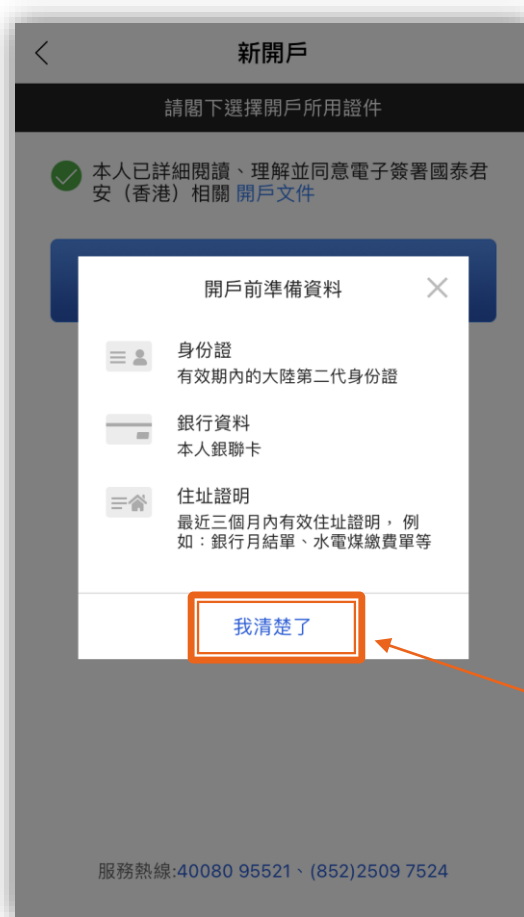 新開戶
請閣下選擇開戶所用證件
本人已詳細閱讀、理解並同意電子簽署國泰君
安（香港）相關 開戶文件
開戶前準備資料
身份證
有效期內的大陸第二代身份證
銀行資料
本人銀聯卡
住址證明
最近三個月內有效住址證明， 例
如：銀行月結單、水電煤繳費單等
我清楚了
服務熱線:40080 95521、(852)2509 7524